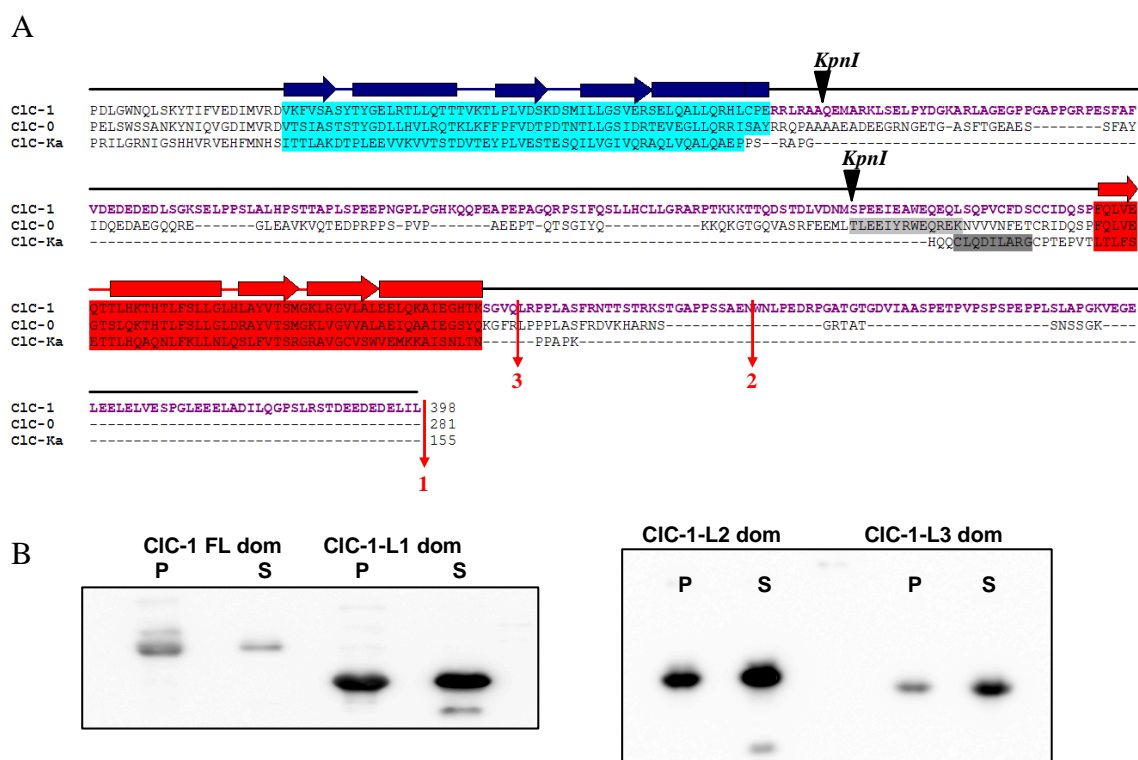 A
KpnI
ClC-1 PDLGWNQLSKYTIFVEDIMVRDVKFVSASYTYGELRTLLQTTTVKTLPLVDSKDSMILLGSVERSELQALLQRHLCPERRLRAAQEMARKLSELPYDGKARLAGEGPPGAPPGRPESFAF
ClC-0 PELSWSSANKYNIQVGDIMVRDVTSIASTSTYGDLLHVLRQTKLKFFPFVDTPDTNTLLGSIDRTEVEGLLQRRISAYRRQPAAAAEADEEGRNGETG-ASFTGEAES-----SFAY
ClC-Ka PRILGRNIGSHHVRVEHFMNHSITTLAKDTPLEEVVKVVTSTDVTEYPLVESTESQILVGIVQRAQLVQALQAEPPS--RAPG-----------------------------------
KpnI
ClC-1 VDEDEDEDLSGKSELPPSLALHPSTTAPLSPEEPNGPLPGHKQQPEAPEPAGQRPSIFQSLLHCLLGRARPTKKKTTQDSTDLVDNMSPEEIEAWEQEQLSQPVCFDSCCIDQSPFQLVE
ClC-0 IDQEDAEGQQRE-----GLEAVKVQTEDPRPPS-PVP----AEEPT-QTSGIYQ--------KKQKGTGQVASRFEEMLTLEEIYRWEQREKNVVVNFETCRIDQSPFQLVE
ClC-Ka ------------------------------------------------------------------------------------------HQQCLQDILARGCPTEPVTLTLFS
ClC-1 QTTLHKTHTLFSLLGLHLAYVTSMGKLRGVLALEELQKAIEGHTKSGVQLRPPLASFRNTTSTRKSTGAPPSSAENWNLPEDRPGATGTGDVIAASPETPVPSPSPEPPLSLAPGKVEGE
ClC-0 GTSLQKTHTLFSLLGLDRAYVTSMGKLVGVVALAEIQAAIEGSYQKGFRLPPPLASFRDVKHARNS-----------------GRTAT-----------------SNSSGK----
ClC-Ka ETTLHQAQNLFKLLNLQSLFVTSRGRAVGCVSWVEMKKAISNLTN------PPAPK------------------------------------------------------------
3
2
ClC-1 LEELELVESPGLEEELADILQGPSLRSTDEEDEDELIL 398
ClC-0 -------------------------------------- 281
ClC-Ka -------------------------------------- 155
1
B
ClC-1 FL dom ClC-1-L1 dom
P S P S
ClC-1-L2 dom ClC-1-L3 dom
P S P S